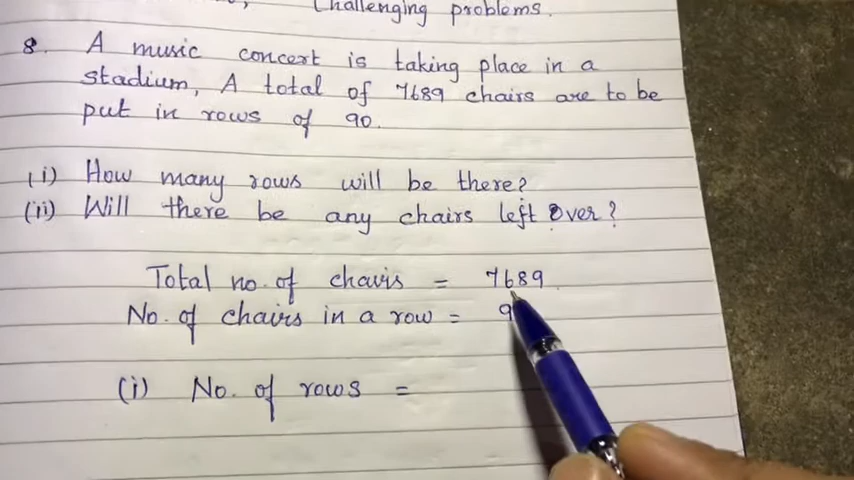 Challenging problems.
8. A music concert is taking place in a
stadium, A total of 7689 chairs are to be
put in rows of 90.
(i) How many rows will be there?
(ii) Will there be any chairs left over?
Total no. of chairs = 7689
No. of chairs in a row = 9
(i) No. of rows =